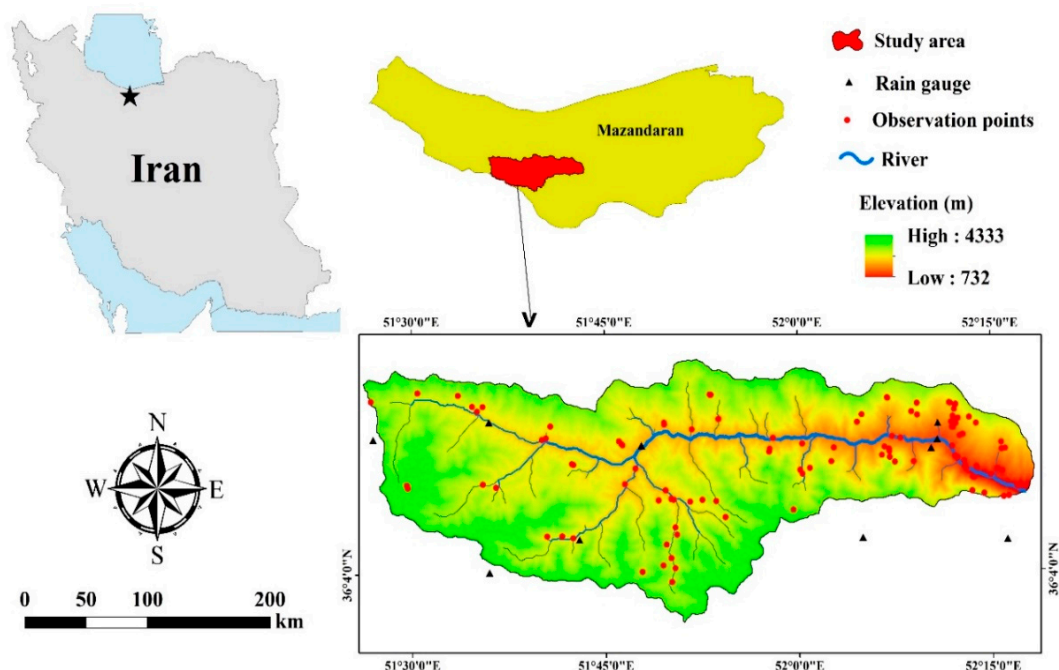 Iran
Mazandaran
Study area
Rain gauge
Observation points
River
Elevation (m)
High : 4333
Low : 732
51°30'0"E 51°45'0"E 52°0'0"E 52°15'0"E
36°4'0"N 36°4'0"N
51°30'0"E 51°45'0"E 52°0'0"E 52°15'0"E
N
W E
S
0 50 100 200
km